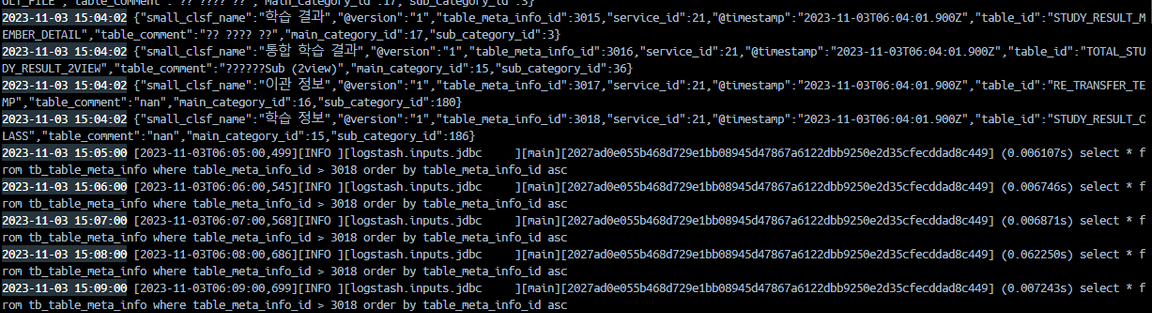 ULT_FILE","table_comment":"?? ???? ??","main_category_id":17,"sub_category_id":3}
2023-11-03 15:04:02 {"small_clsf_name":"학습 결과","@version":"1","table_meta_info_id":3015,"service_id":21,"@timestamp":"2023-11-03T06:04:01.900Z","table_id":"STUDY_RESULT_M
EMBER_DETAIL","table_comment":"?? ???? ??","main_category_id":17,"sub_category_id":3}
2023-11-03 15:04:02 {"small_clsf_name":"통합 학습 결과","@version":"1","table_meta_info_id":3016,"service_id":21,"@timestamp":"2023-11-03T06:04:01.900Z","table_id":"TOTAL_STU
DY_RESULT_2VIEW","table_comment":"??????Sub (2view)","main_category_id":15,"sub_category_id":36}
2023-11-03 15:04:02 {"small_clsf_name":"이관 정보","@version":"1","table_meta_info_id":3017,"service_id":21,"@timestamp":"2023-11-03T06:04:01.900Z","table_id":"RE_TRANSFER_TE
MP","table_comment":"nan","main_category_id":16,"sub_category_id":180}
2023-11-03 15:04:02 {"small_clsf_name":"학습 정보","@version":"1","table_meta_info_id":3018,"service_id":21,"@timestamp":"2023-11-03T06:04:01.900Z","table_id":"STUDY_RESULT_C
LASS","table_comment":"nan","main_category_id":15,"sub_category_id":186}
2023-11-03 15:05:00 [2023-11-03T06:05:00,499][INFO ][logstash.inputs.jdbc     ][main][2027ad0e055b468d729e1bb08945d47867a6122dbb9250e2d35cfecddad8c449] (0.006107s) select * f
rom tb_table_meta_info where table_meta_info_id > 3018 order by table_meta_info_id asc
2023-11-03 15:06:00 [2023-11-03T06:06:00,545][INFO ][logstash.inputs.jdbc     ][main][2027ad0e055b468d729e1bb08945d47867a6122dbb9250e2d35cfecddad8c449] (0.006746s) select * f
rom tb_table_meta_info where table_meta_info_id > 3018 order by table_meta_info_id asc
2023-11-03 15:07:00 [2023-11-03T06:07:00,568][INFO ][logstash.inputs.jdbc     ][main][2027ad0e055b468d729e1bb08945d47867a6122dbb9250e2d35cfecddad8c449] (0.006871s) select * f
rom tb_table_meta_info where table_meta_info_id > 3018 order by table_meta_info_id asc
2023-11-03 15:08:00 [2023-11-03T06:08:00,686][INFO ][logstash.inputs.jdbc     ][main][2027ad0e055b468d729e1bb08945d47867a6122dbb9250e2d35cfecddad8c449] (0.062250s) select * f
rom tb_table_meta_info where table_meta_info_id > 3018 order by table_meta_info_id asc
2023-11-03 15:09:00 [2023-11-03T06:09:00,699][INFO ][logstash.inputs.jdbc     ][main][2027ad0e055b468d729e1bb08945d47867a6122dbb9250e2d35cfecddad8c449] (0.007243s) select * f
rom tb_table_meta_info where table_meta_info_id > 3018 order by table_meta_info_id asc